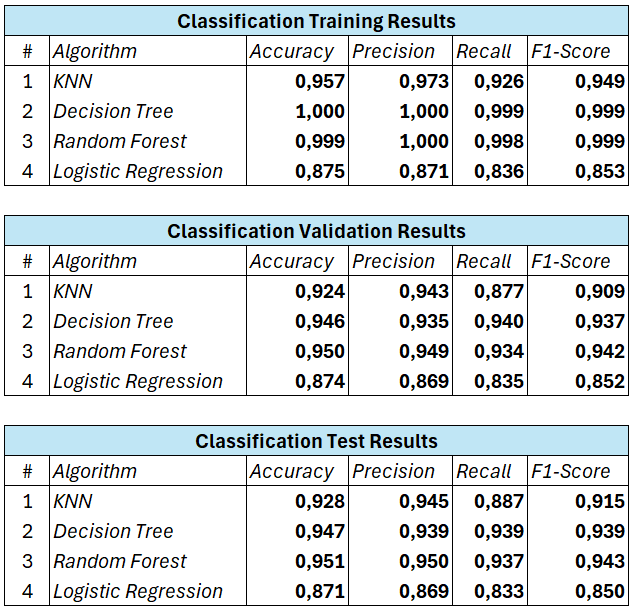 Classification Training Results
# Algorithm Accuracy Precision Recall F1-Score
1 KNN 0,957 0,973 0,926 0,949
2 Decision Tree 1,000 1,000 0,999 0,999
3 Random Forest 0,999 1,000 0,998 0,999
4 Logistic Regression 0,875 0,871 0,836 0,853
Classification Validation Results
# Algorithm Accuracy Precision Recall F1-Score
1 KNN 0,924 0,943 0,877 0,909
2 Decision Tree 0,946 0,935 0,940 0,937
3 Random Forest 0,950 0,949 0,934 0,942
4 Logistic Regression 0,874 0,869 0,835 0,852
Classification Test Results
# Algorithm Accuracy Precision Recall F1-Score
1 KNN 0,928 0,945 0,887 0,915
2 Decision Tree 0,947 0,939 0,939 0,939
3 Random Forest 0,951 0,950 0,937 0,943
4 Logistic Regression 0,871 0,869 0,833 0,850